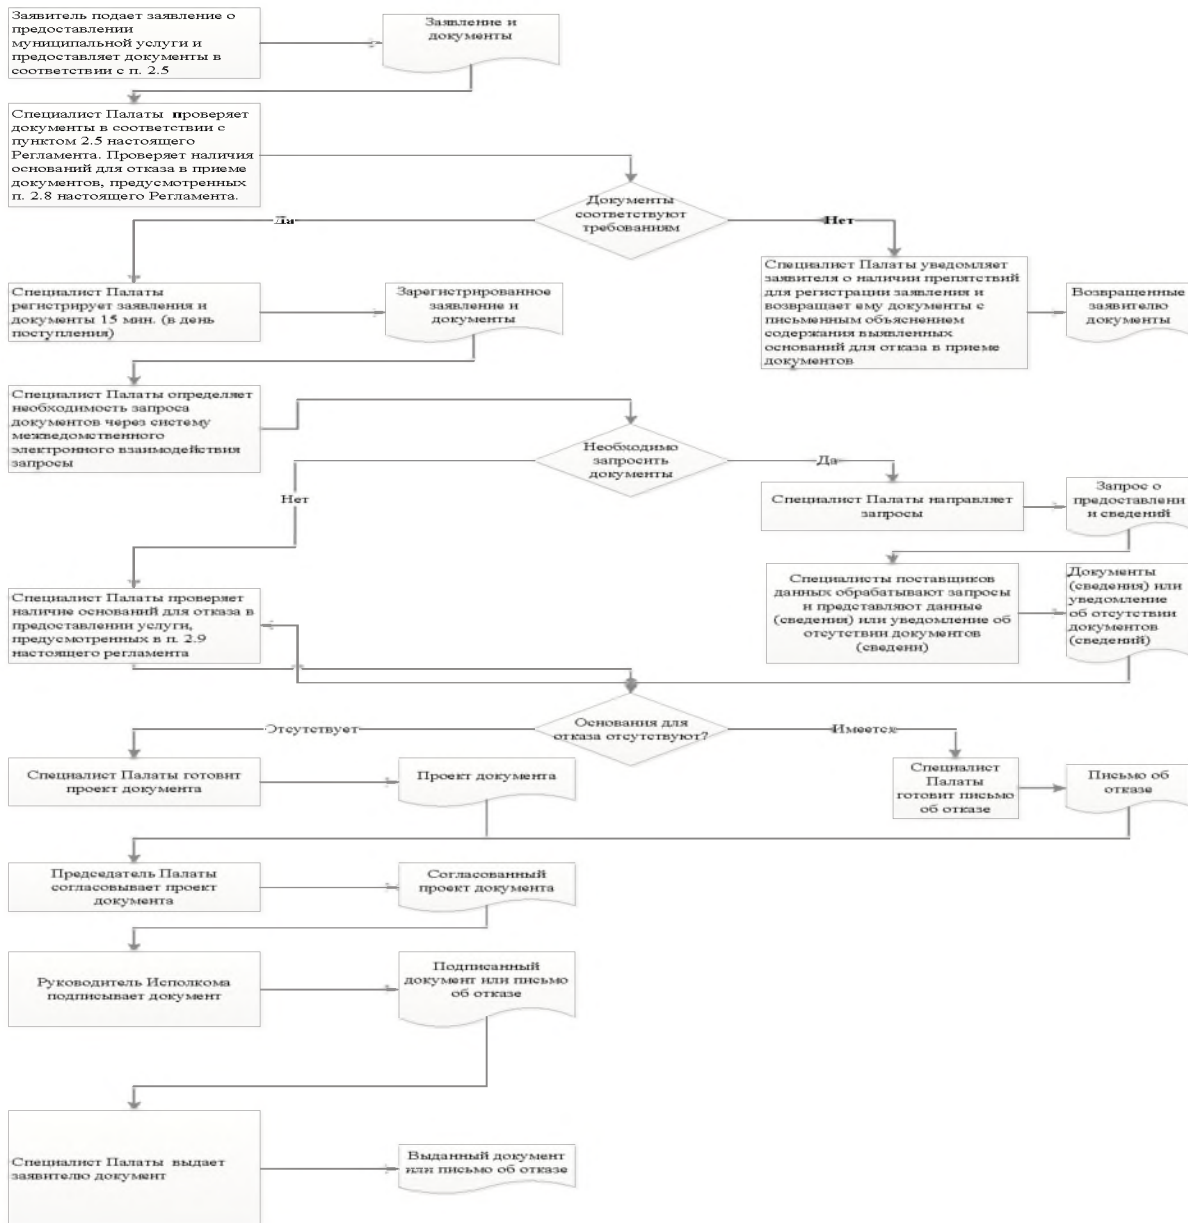 Заявитель подает заявление о
предоставлении
муниципальной услуги и
предоставляет документы в
соответствии с п. 2.5
Заявление и
документы
Специалист Палаты проверяет
документы в соответствии с
пунктом 2.5 настоящего
Регламента. Проверяет наличия
оснований для отказа в приеме
документов, предусмотренных
п. 2.8 настоящего Регламента.
Документы
соответствуют
требованиям
Да
Нет
Специалист Палаты
регистрирует заявления и
документы 15 мин. (в день
поступления)
Зарегистрированное
заявление и
документы
Специалист Палаты уведомляет
заявителя о наличии препятствий
для регистрации заявления и
возвращает ему документы с
письменным объяснением
содержания выявленных
оснований для отказа в приеме
документов
Возвращенные
заявителю
документы
Специалист Палаты определяет
необходимость запроса
документов через систему
межведомственного
электронного взаимодействия
запросы
Необходимо
запросить
документы
Да
Нет
Специалист Палаты направляет
запросы
Запрос о
предоставлени
и сведений
Специалисты поставщиков
данных обрабатывают запросы
и представляют данные
(сведения) или уведомление об
отсутствии документов
(сведени)
Документы
(сведения) или
уведомление
об отсутствии
документов
(сведений)
Специалист Палаты проверяет
наличие оснований для отказа в
предоставлении услуги,
предусмотренных в п. 2.9
настоящего регламента
Основания для
отказа отсутствуют?
Отсутствует
Имеется
Специалист Палаты готовит
проект документа
Проект документа
Специалист
Палаты
готовит письмо
об отказе
Письмо об
отказе
Председатель Палаты
согласовывает проект
документа
Согласованный
проект документа
Руководитель Исполкома
подписывает документ
Подписанный
документ или письмо
об отказе
Специалист Палаты выдает
заявителю документ
Выданный документ
или письмо об отказе